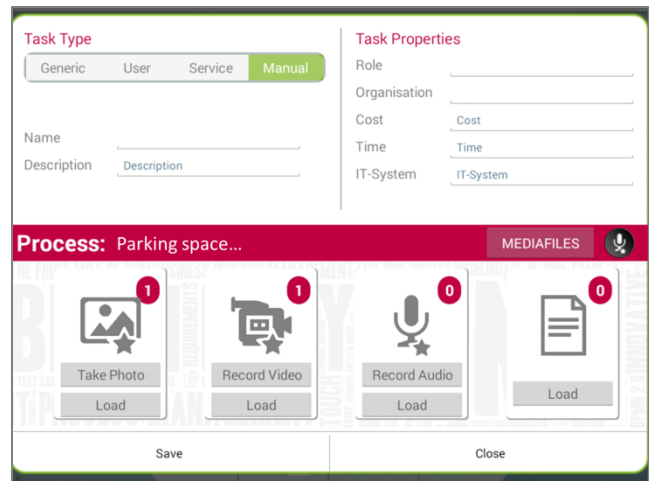 Task Type
Generic User Service Manual
Name
Description Description
Task Properties
Role
Organisation
Cost Cost
Time Time
IT-System IT-System
Process: Parking space... MEDIAFILES
1 1 0 0
Take Photo Record Video Record Audio
Load Load Load Load
Save Close